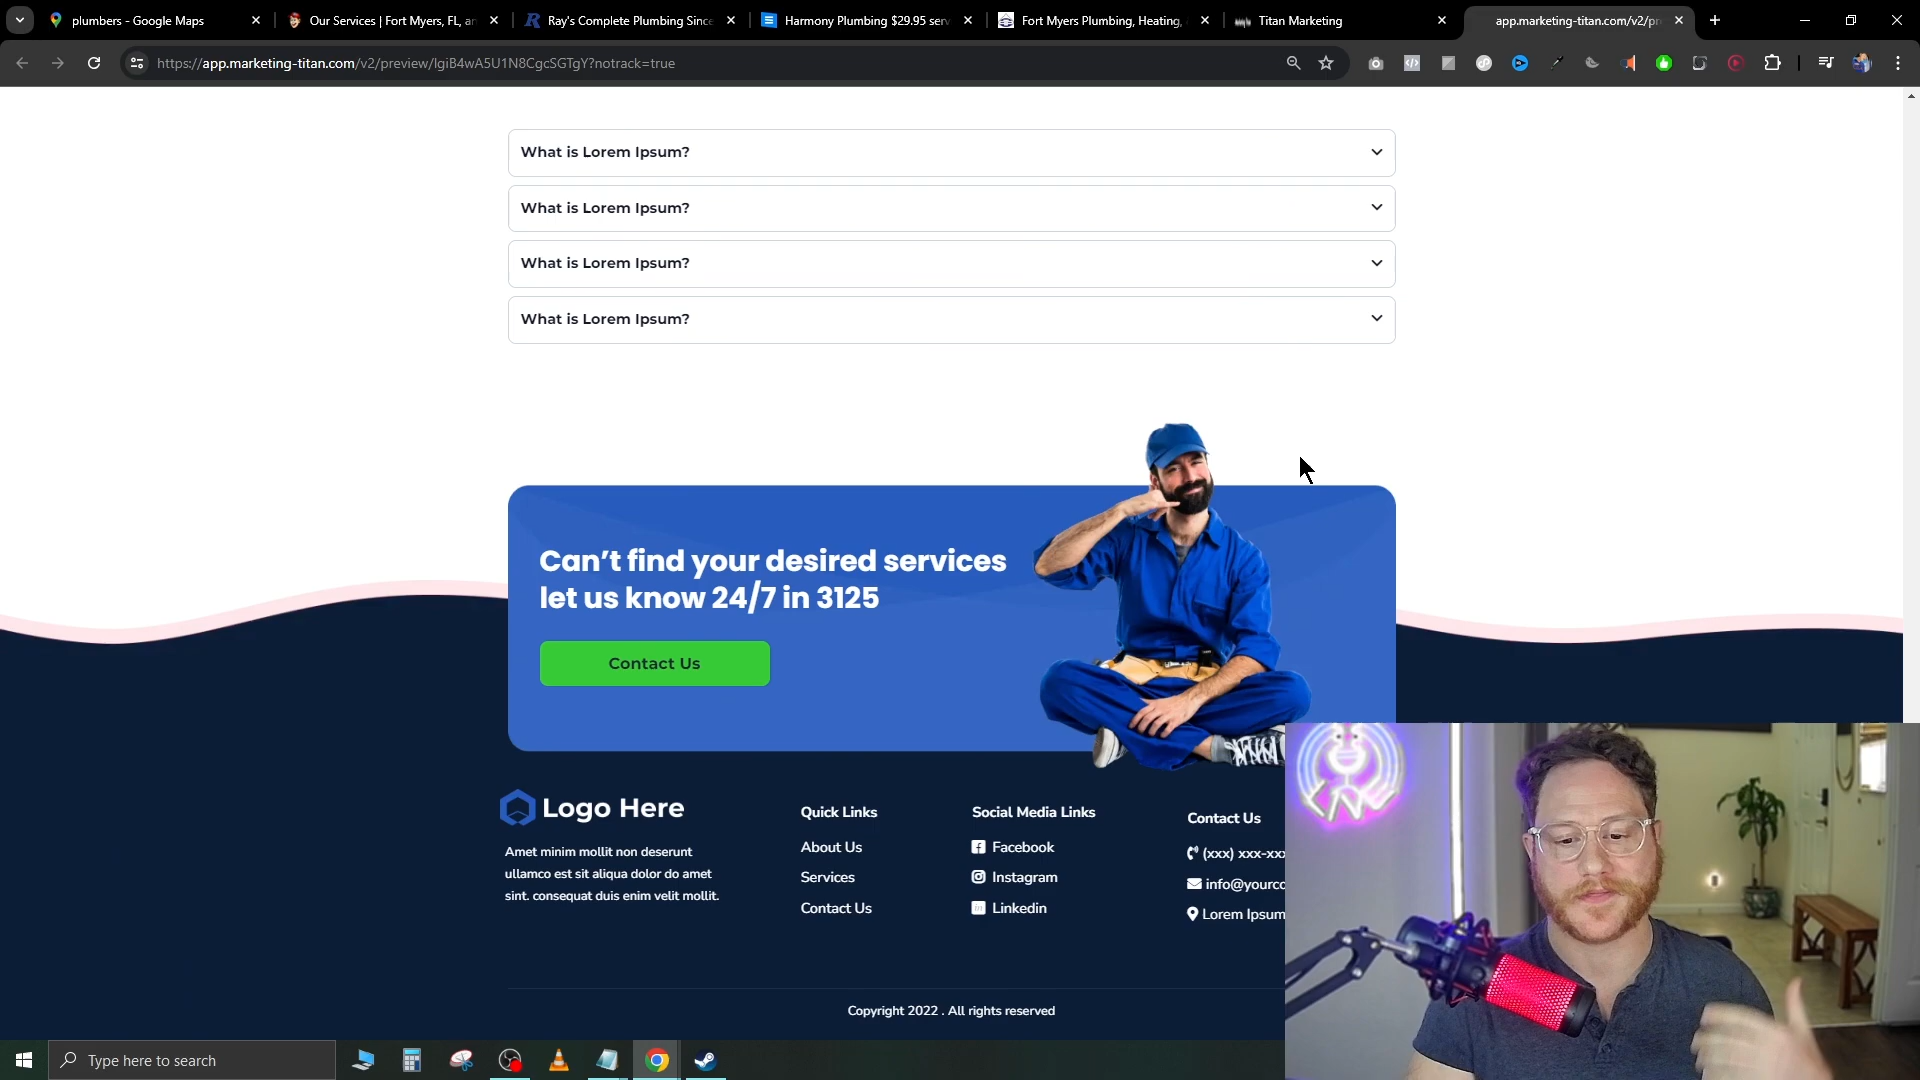 plumbers - Google Maps
Our Services | Fort Myers, FL, an
Ray's Complete Plumbing Since
Harmony Plumbing $29.95 serv
Fort Myers Plumbing, Heating,
Titan Marketing
app.marketing-titan.com/v2/pr
https://app.marketing-titan.com/v2/preview/IgiB4wA5U1N8CgcSGTgY?notrack=true
What is Lorem Ipsum?
What is Lorem Ipsum?
What is Lorem Ipsum?
What is Lorem Ipsum?
Can’t find your desired services
let us know 24/7 in 3125
Contact Us
Logo Here
Amet minim mollit non deserunt
ullamco est sit aliqua dolor do amet
sint. consequat duis enim velit mollit.
Quick Links
About Us
Services
Contact Us
Social Media Links
Facebook
Instagram
Linkedin
Contact Us
(xxx) xxx-xxx
info@yourco
Lorem Ipsum
Copyright 2022 . All rights reserved
Type here to search